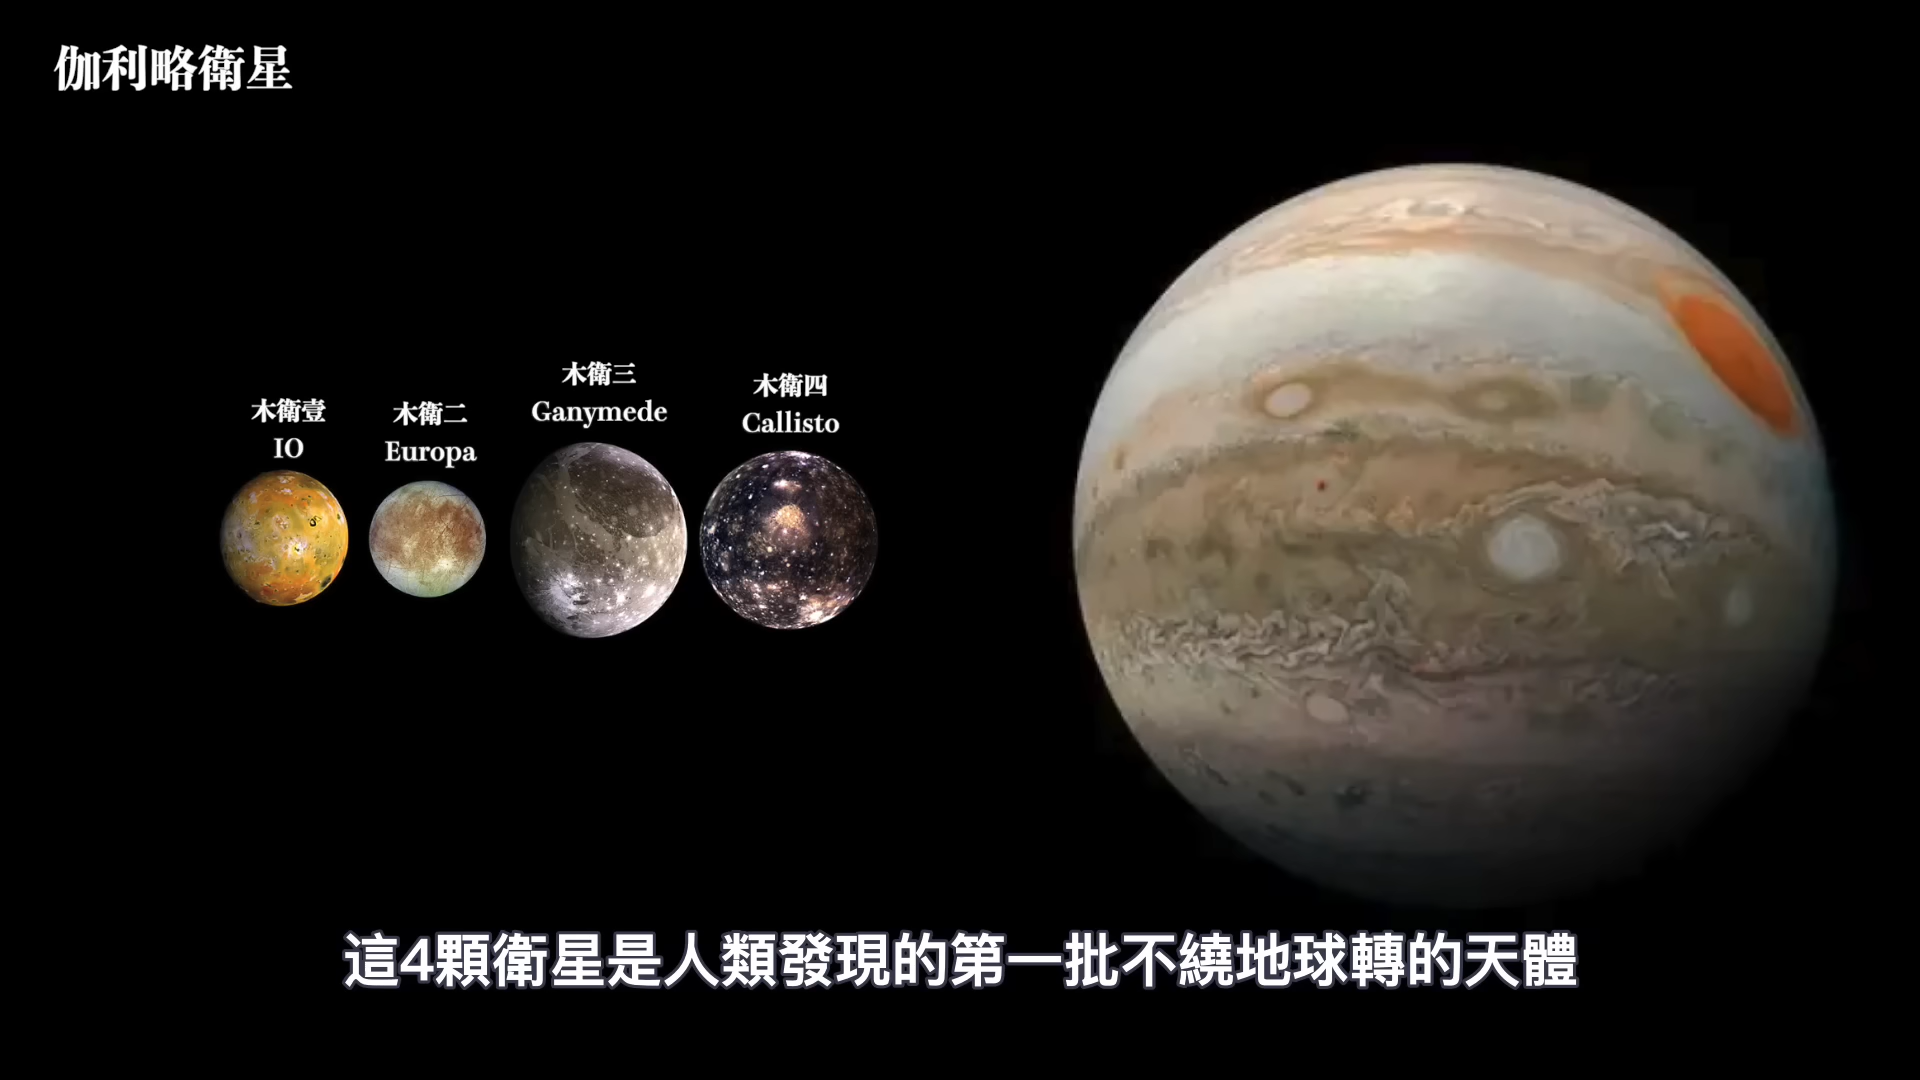 伽利略衛星
木衛壹
IO
木衛二
Europa
木衛三
Ganymede
木衛四
Callisto
這4顆衛星是人類發現的第一批不繞地球轉的天體